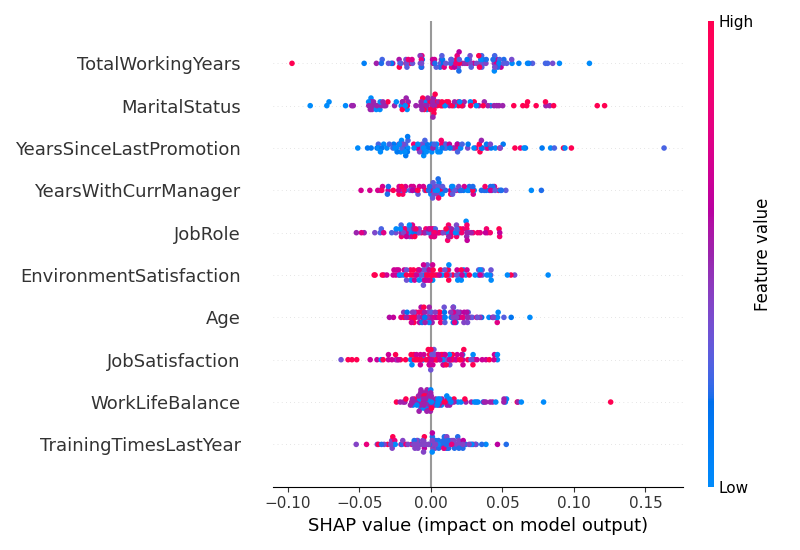 High
TotalWorkingYears
MaritalStatus
YearsSinceLastPromotion
YearsWithCurrManager
JobRole
EnvironmentSatisfaction
Age
JobSatisfaction
WorkLifeBalance
TrainingTimesLastYear
Feature value
Low
−0.10 −0.05 0.00 0.05 0.10 0.15
SHAP value (impact on model output)